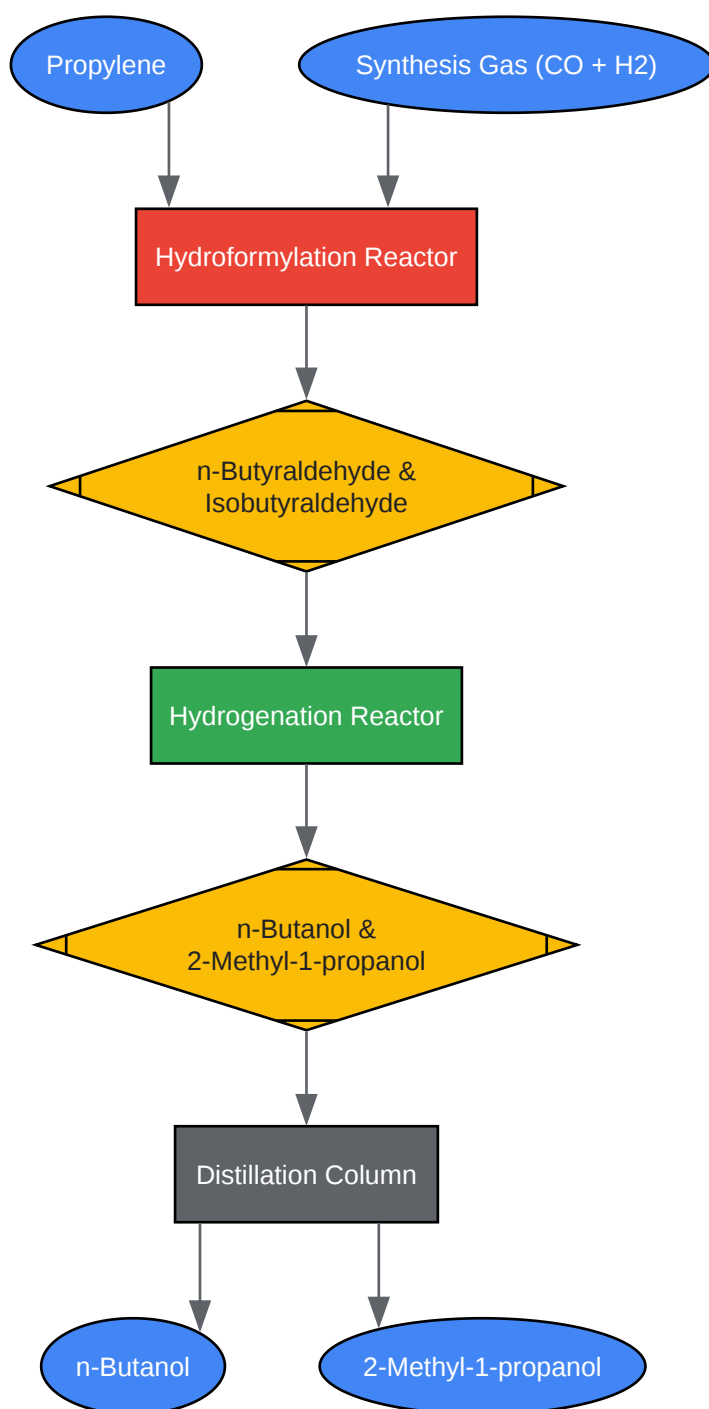 Propylene
Synthesis Gas (CO + H2)
Hydroformylation Reactor
n-Butyraldehyde &
Isobutyraldehyde
Hydrogenation Reactor
n-Butanol &
2-Methyl-1-propanol
Distillation Column
n-Butanol
2-Methyl-1-propanol